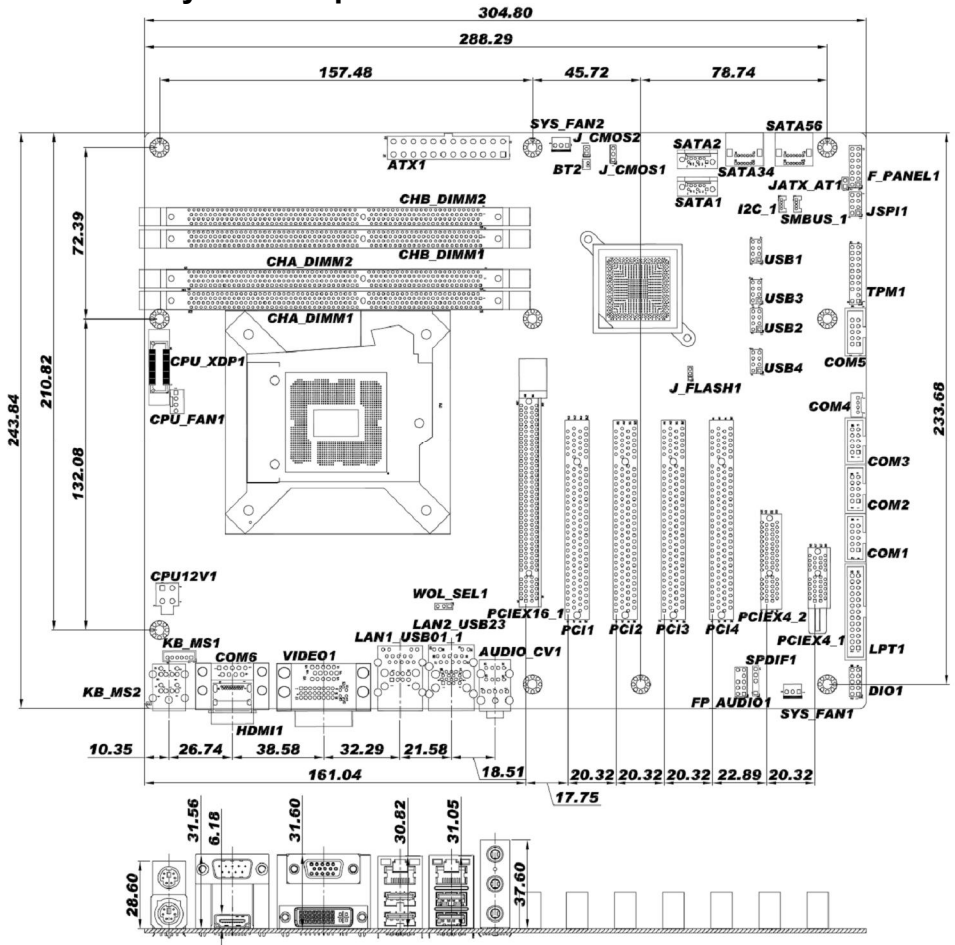 304.80
288.29
157.48 45.72 78.74
SYS_FAN2
J_CMOS2
SATA2
SATA56
ATX1
BT2
J_CMOS1
SATA34
JATX_AT1
F_PANEL1
SATA1
I2C_1
SMBUS_1
JSPI1
CHB_DIMM2
CHB_DIMM1
CHA_DIMM2
CHA_DIMM1
USB1
USB3
USB2
USB4
TPM1
COM5
CPU_XDP1
CPU_FAN1
J_FLASH1
COM4
COM3
COM2
COM1
72.39
210.82
243.84
132.08
233.68
CPU12V1
WOL_SEL1
PCIEX16_1
PCI1
PCI2
PCI3
PCI4
PCIEX4_2
PCIEX4_1
LPT1
KB_MS1
COM6
VIDEO1
LAN1_USB01_1
LAN2_USB23
AUDIO_CV1
KB_MS2
HDMI1
SPDIF1
FP_AUDIO1
SYS_FAN1
DIO1
10.35 26.74 38.58 32.29 21.58
161.04
18.51
20.32 20.32 20.32 22.89 20.32
17.75
28.60
31.56
6.18
31.60
30.82
31.05
37.60